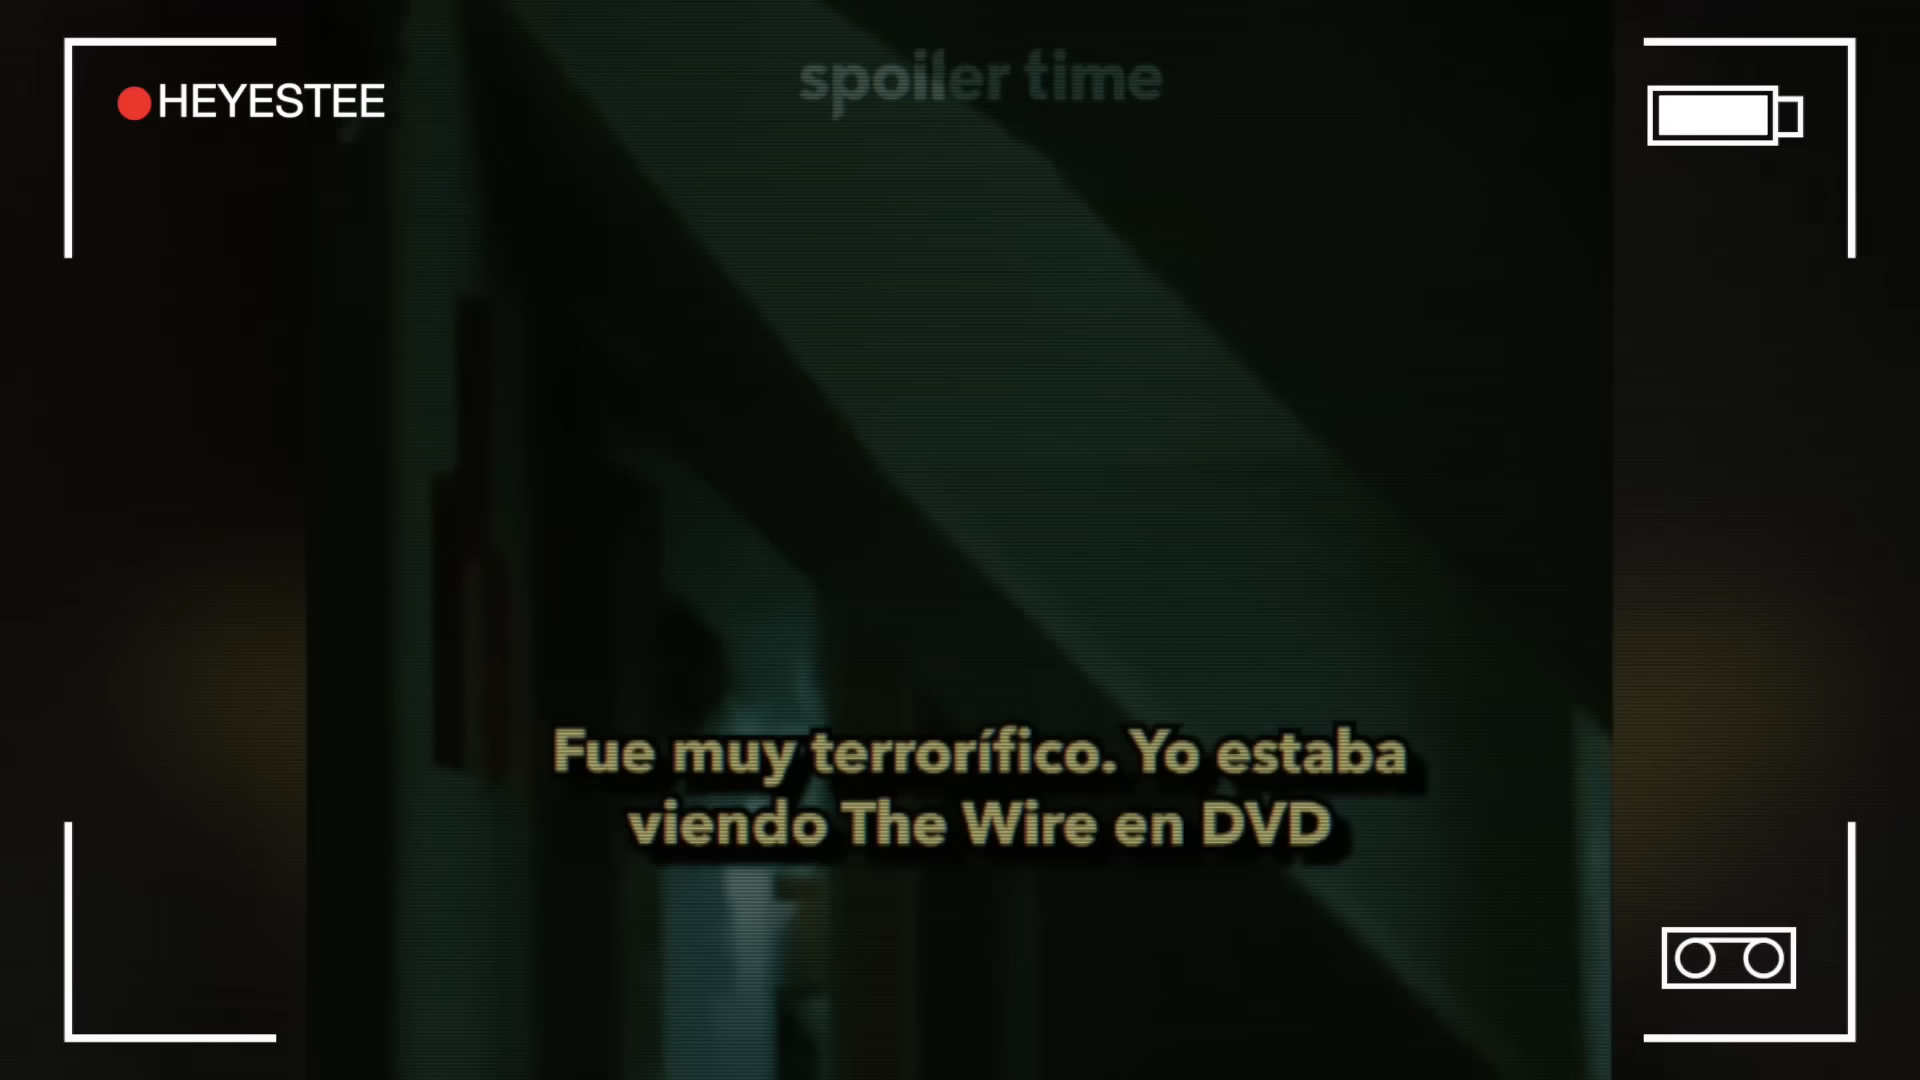 HEYESTEE
spoiler time
Fue muy terrorífico. Yo estaba
viendo The Wire en DVD